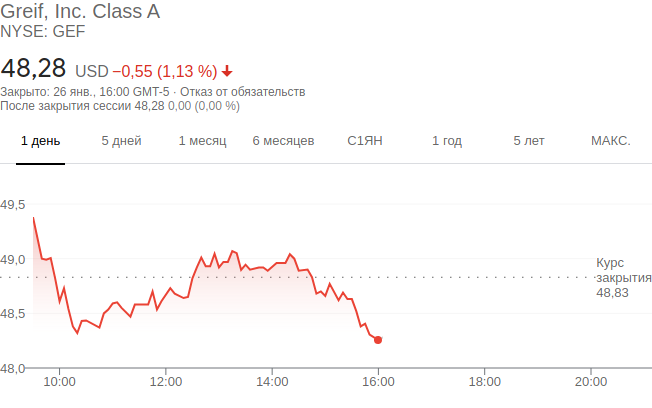 Greif, Inc. Class A
NYSE: GEF
48,28 USD −0,55 (1,13 %)
Закрыто: 26 янв., 16:00 GMT-5 · Отказ от обязательств
После закрытия сессии 48,28 0,00 (0,00 %)
1 день 5 дней 1 месяц 6 месяцев С1ЯН 1 год 5 лет МАКС.
49,5
49,0
Курс
закрытия
48,83
48,5
48,0
10:00 12:00 14:00 16:00 18:00 20:00